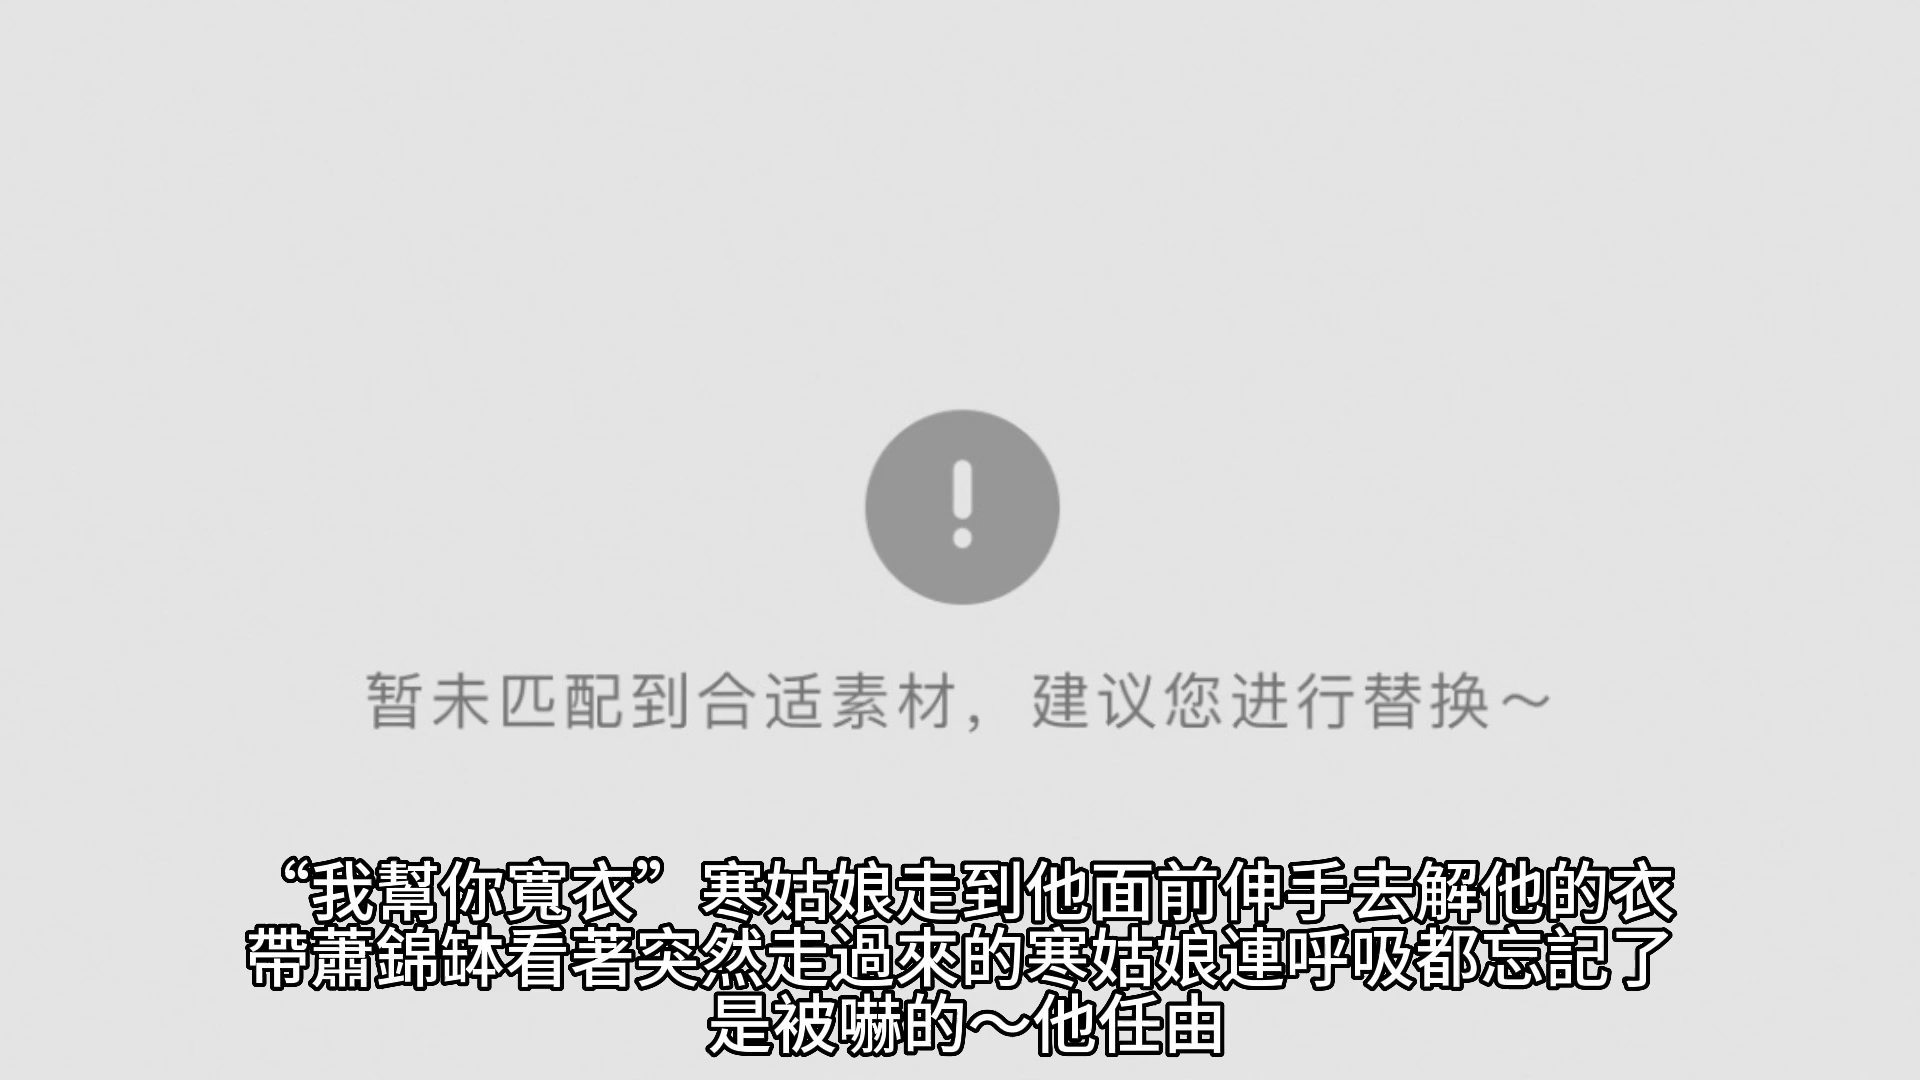 暂未匹配到合适素材，建议您进行替换～
“我幫你寬衣”寒姑娘走到他面前伸手去解他的衣
帶蕭錦缽看著突然走過來的寒姑娘連呼吸都忘記了
是被嚇的～他任由